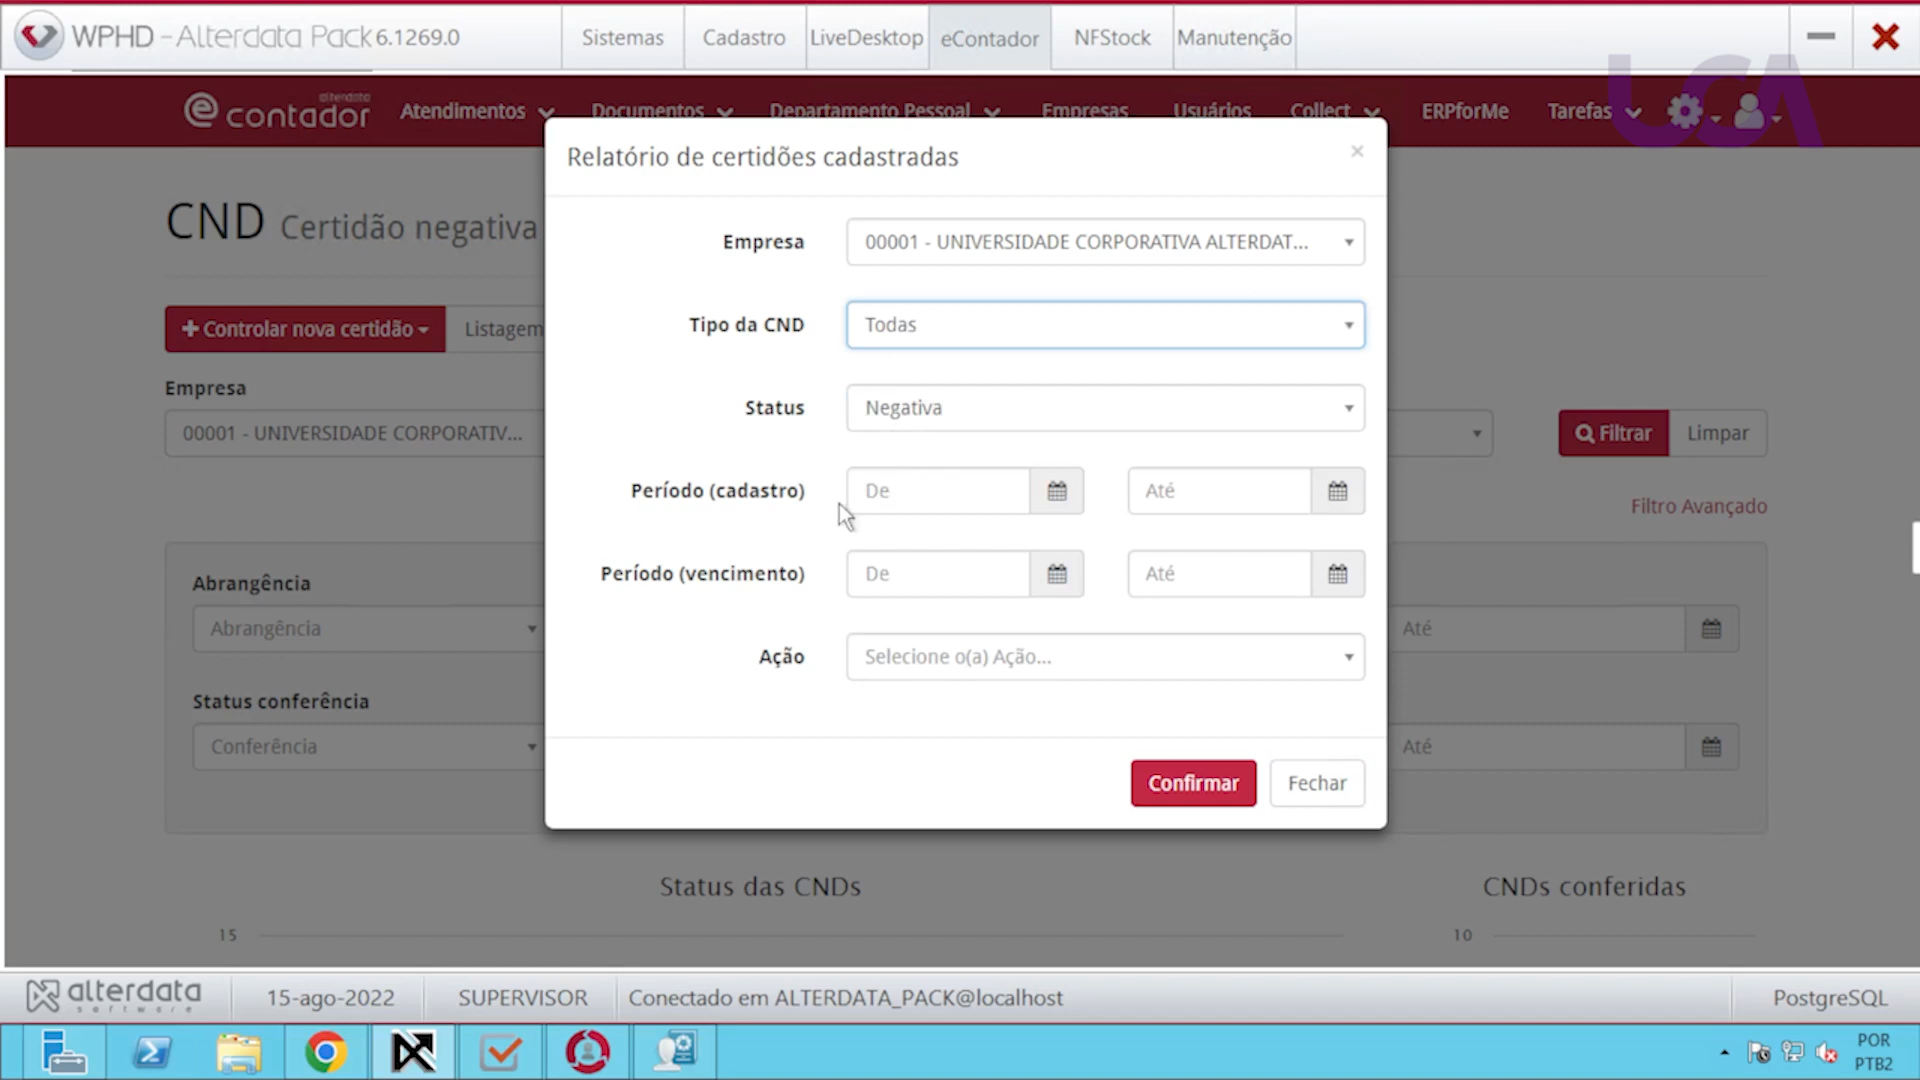 WPHD - Alterdata Pack 6.1269.0
Sistemas
Cadastro
LiveDesktop
eContador
NFStock
Manutenção
UCA
alterdata
e contador
Atendimentos
Documentos
Departamento Pessoal
Empresas
Usuários
Collect
ERPforMe
Tarefas
Relatório de certidões cadastradas
×
CND Certidão negativa
Empresa
00001 - UNIVERSIDADE CORPORATIVA ALTERDAT...
Tipo da CND
Todas
Status
Negativa
Período (cadastro)
De
Até
Período (vencimento)
De
Até
Ação
Selecione o(a) Ação...
Confirmar
Fechar
Controlar nova certidão
Listagem
Empresa
00001 - UNIVERSIDADE CORPORATIV...
Filtrar
Limpar
Filtro Avançado
Abrangência
Abrangência
Até
Status conferência
Conferência
Até
Status das CNDs
CNDs conferidas
15
10
alterdata
software
15-ago-2022
SUPERVISOR
Conectado em ALTERDATA_PACK@localhost
PostgreSQL
POR
PTB2